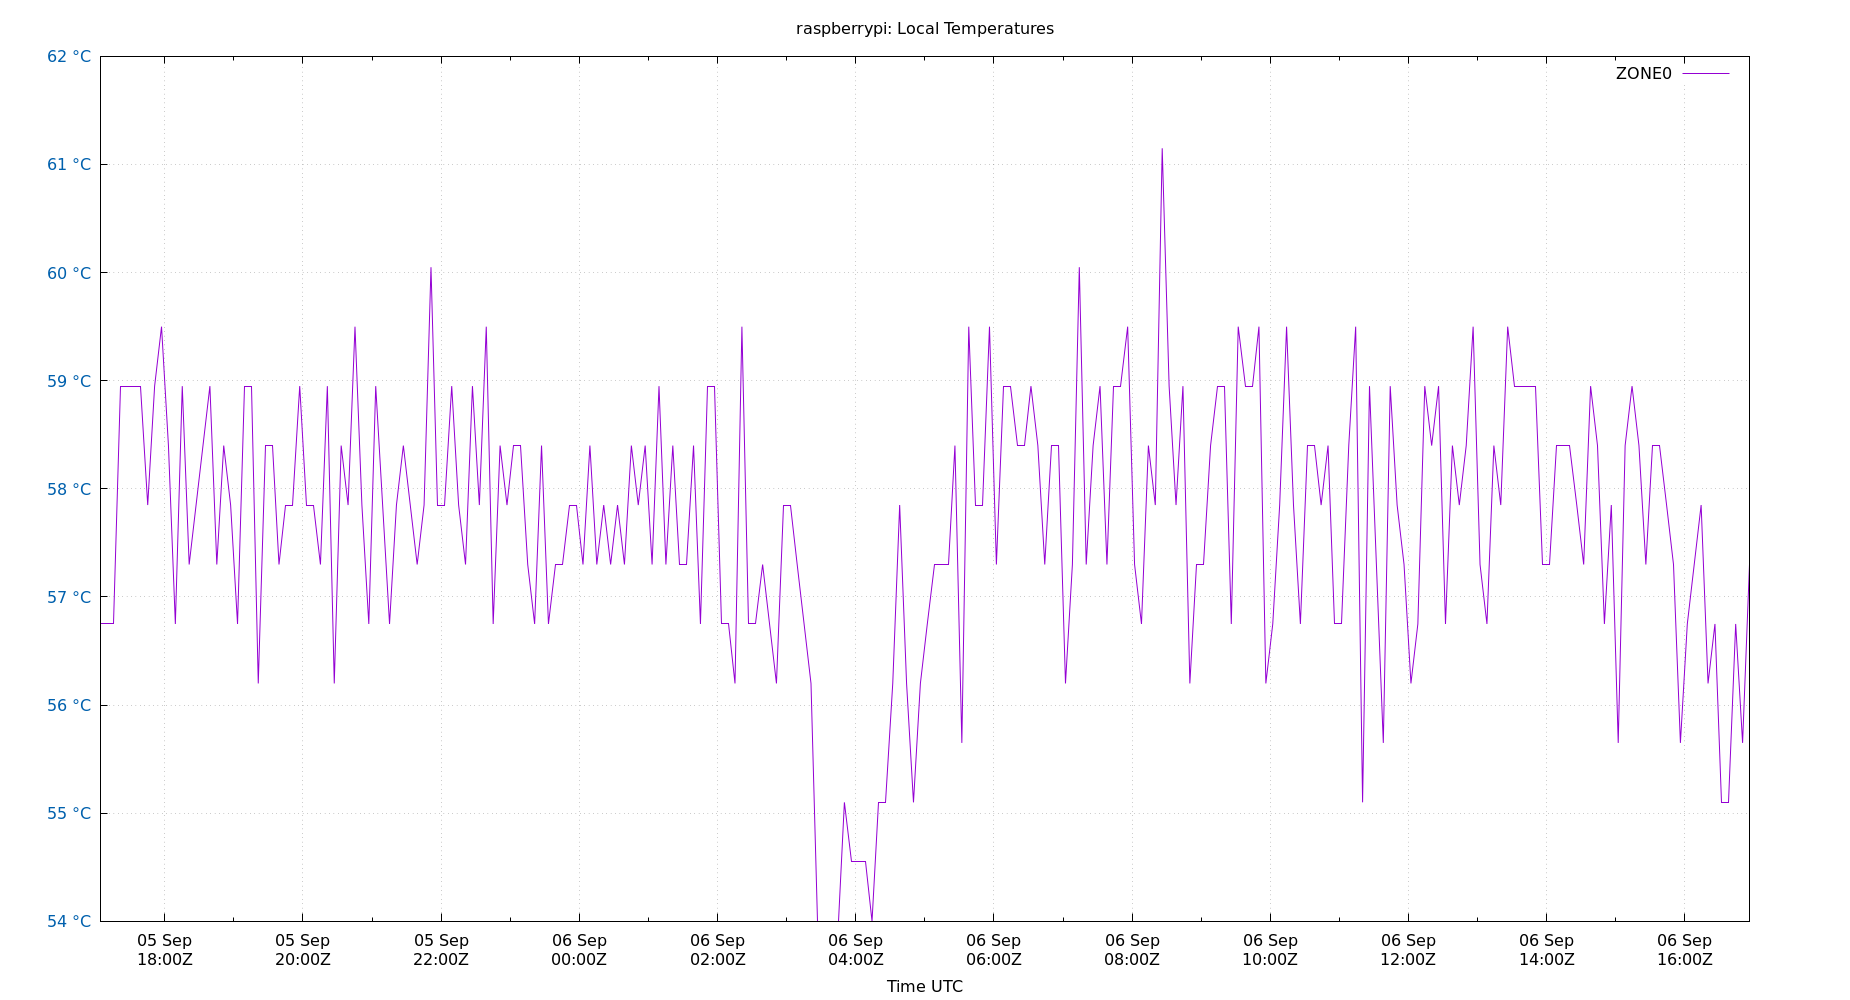 raspberrypi: Local Temperatures
62 °C
ZONE0
61 °C
60 °C
59 °C
58 °C
57 °C
56 °C
55 °C
54 °C
05 Sep 05 Sep 05 Sep 06 Sep 06 Sep 06 Sep 06 Sep 06 Sep 06 Sep 06 Sep 06 Sep 06 Sep
18:00Z 20:00Z 22:00Z 00:00Z 02:00Z 04:00Z 06:00Z 08:00Z 10:00Z 12:00Z 14:00Z 16:00Z
Time UTC